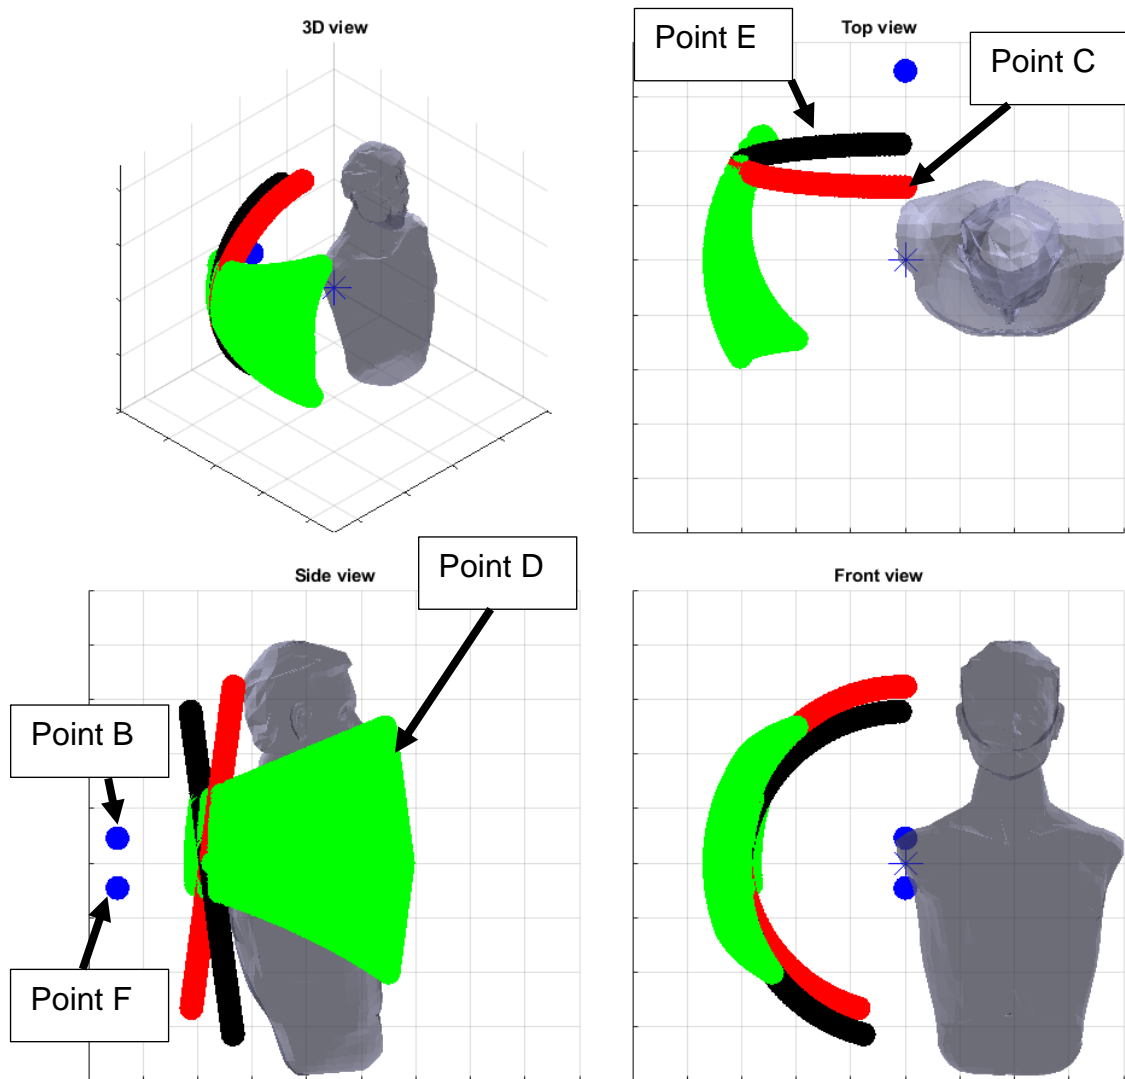 3D view
Top view
Point E
Point C
Side view
Front view
Point D
Point B
Point F